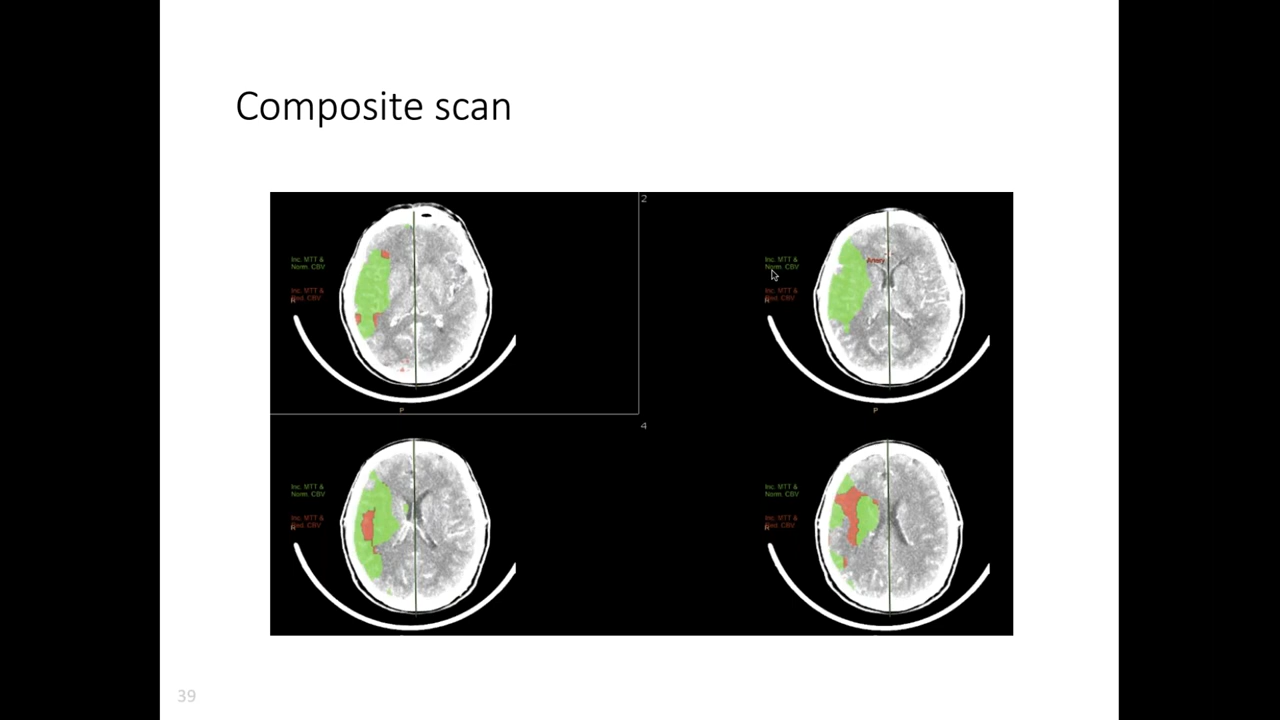 Composite scan
2
Inc. MTT &
Norm. CBV
Inc. MTT &
Red. CBV
R
P
Inc. MTT &
Norm. CBV
Artery
Inc. MTT &
Red. CBV
R
P
4
Inc. MTT &
Norm. CBV
Inc. MTT &
Red. CBV
R
Inc. MTT &
Norm. CBV
Inc. MTT &
Red. CBV
R
39